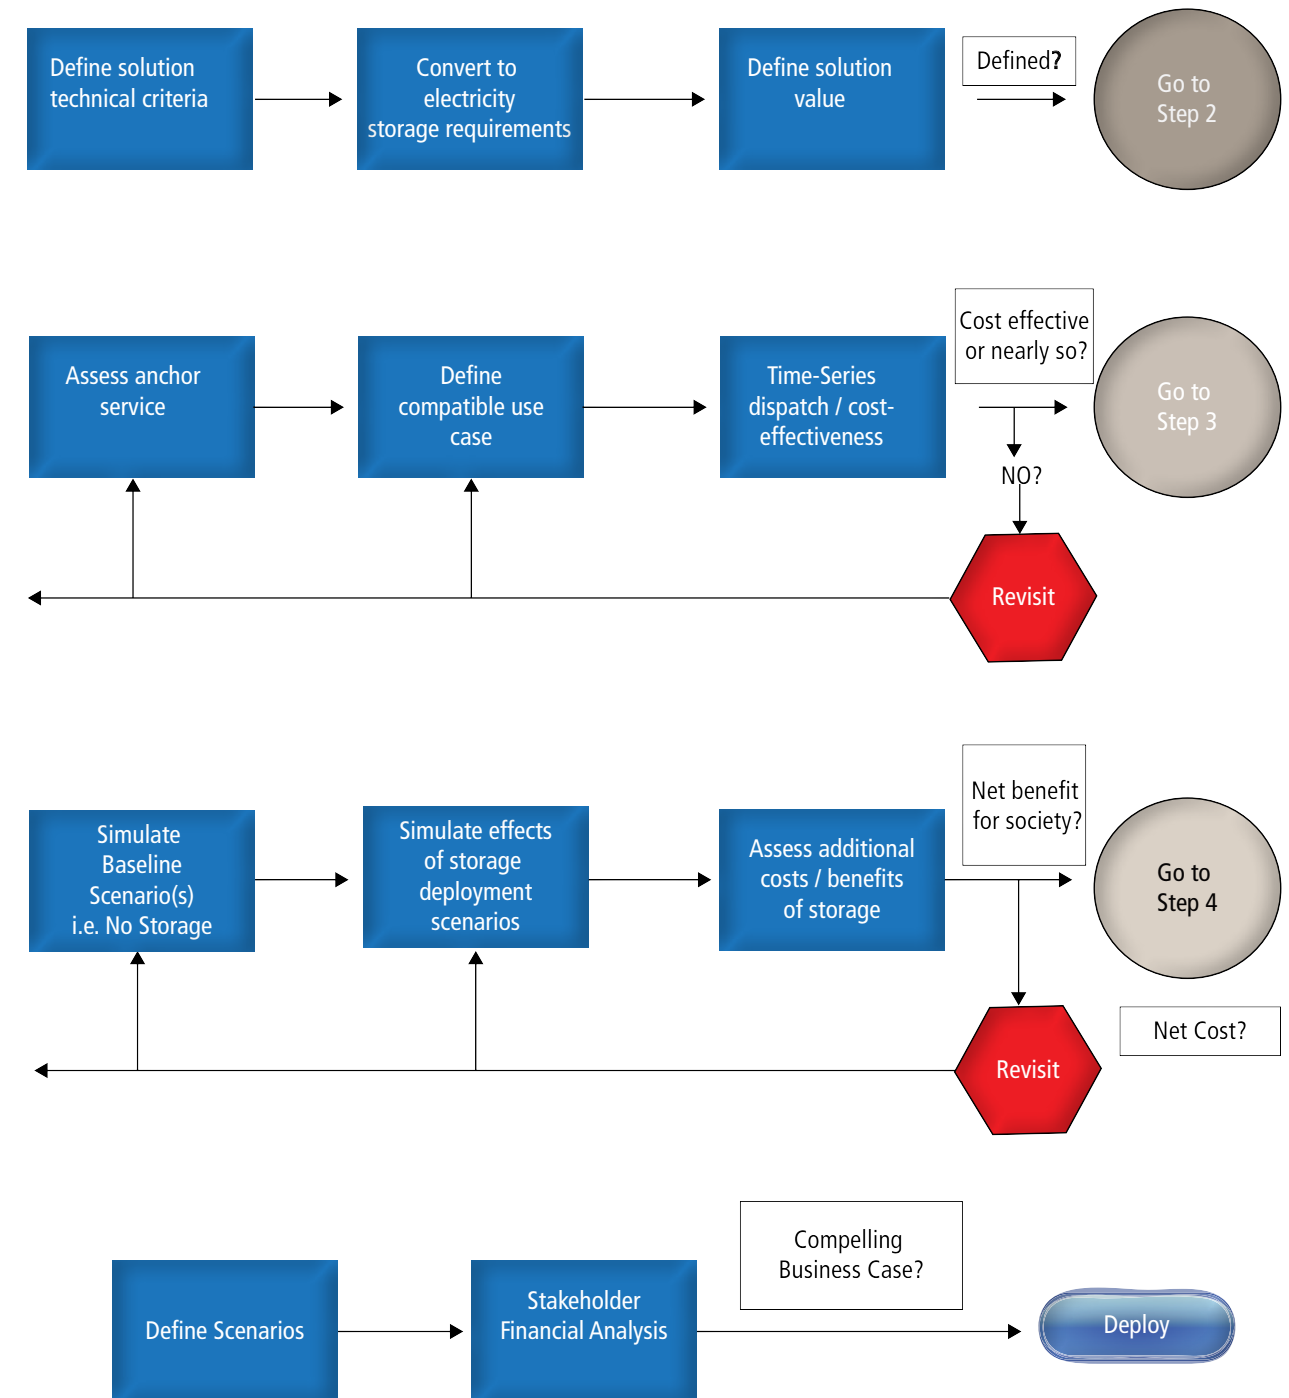 Define solution
technical criteria
Convert to
electricity
storage requirements
Define solution
value
Defined?
Go to
Step 2
Assess anchor
service
Define
compatible use
case
Time-Series
dispatch / cost-
effectiveness
Cost effective
or nearly so?
Go to
Step 3
NO?
Revisit
Simulate
Baseline
Scenario(s)
i.e. No Storage
Simulate effects
of storage
deployment
scenarios
Assess additional
costs / benefits
of storage
Net benefit
for society?
Go to
Step 4
Net Cost?
Revisit
Define Scenarios
Stakeholder
Financial Analysis
Compelling
Business Case?
Deploy